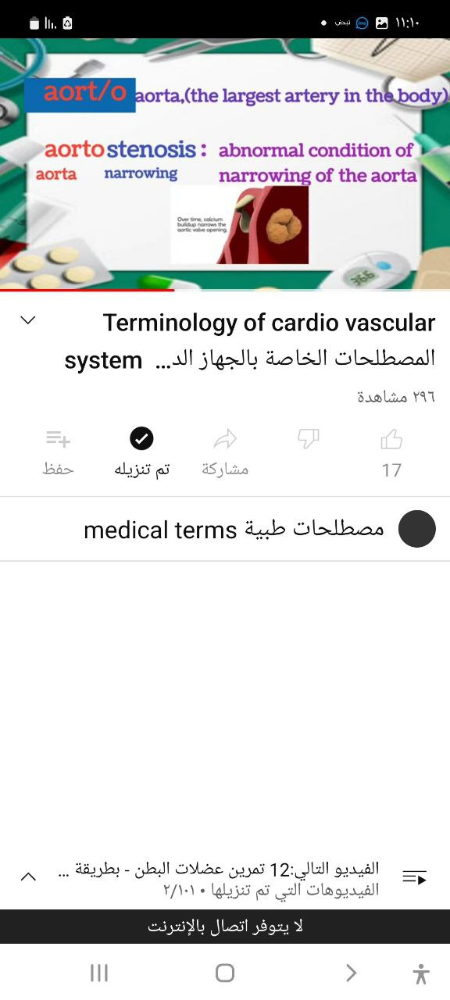 ١١:١٠
نبض
aort/o aorta,(the largest artery in the body)
aortostenosis : abnormal condition of
aorta narrowing narrowing of the aorta
Over time, calcium
buildup narrows the
aortic valve opening.
Terminology of cardio vascular
system المصطلحات الخاصة بالجهاز الد...
٢٩٦ مشاهدة
17
مشاركة
تم تنزيله
حفظ
مصطلحات طبية medical terms
الفيديو التالي:12 تمرين عضلات البطن - بطريقة ...
الفيديوهات التي تم تنزيلها • ٢/١٠١
لا يتوفر اتصال بالإنترنت